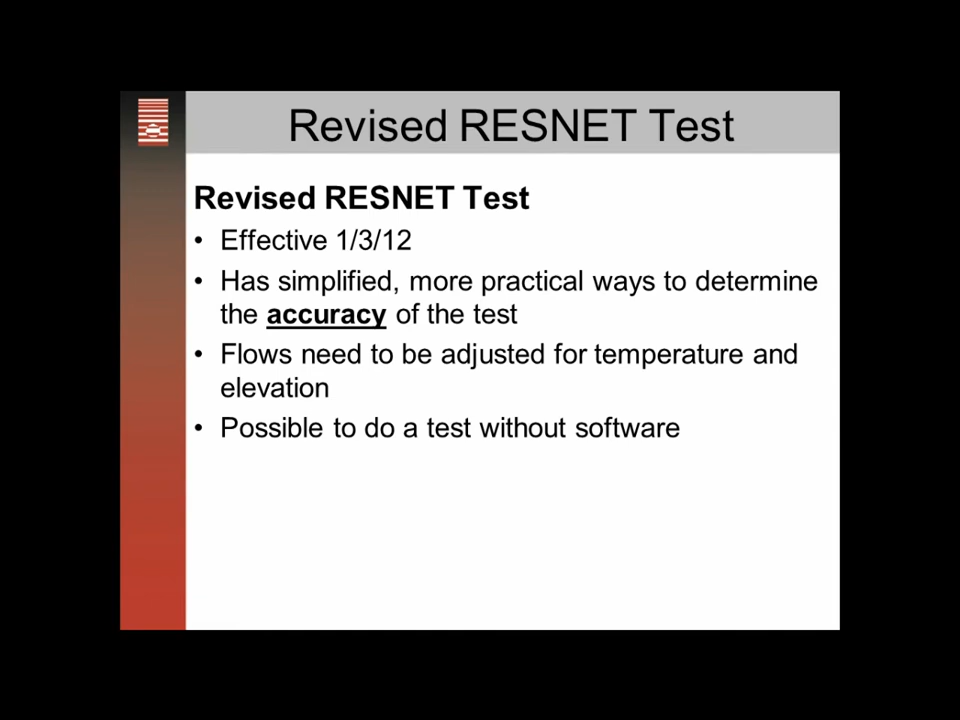 Revised RESNET Test
Revised RESNET Test
• Effective 1/3/12
• Has simplified, more practical ways to determine
the accuracy of the test
• Flows need to be adjusted for temperature and
elevation
• Possible to do a test without software